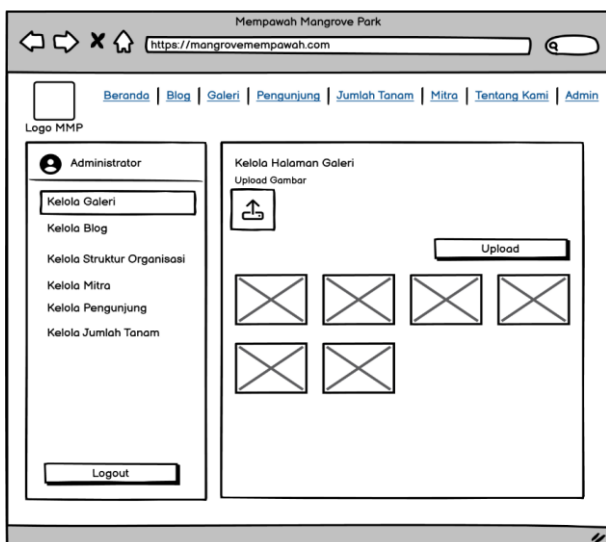 Mempawah Mangrove Park
https://mangrovemempawah.com
Beranda | Blog | Galeri | Pengunjung | Jumlah Tanam | Mitra | Tentang Kami | Admin
Logo MMP
Administrator
Kelola Galeri
Kelola Blog
Kelola Struktur Organisasi
Kelola Mitra
Kelola Pengunjung
Kelola Jumlah Tanam
Logout
Kelola Halaman Galeri
Upload Gambar
Upload